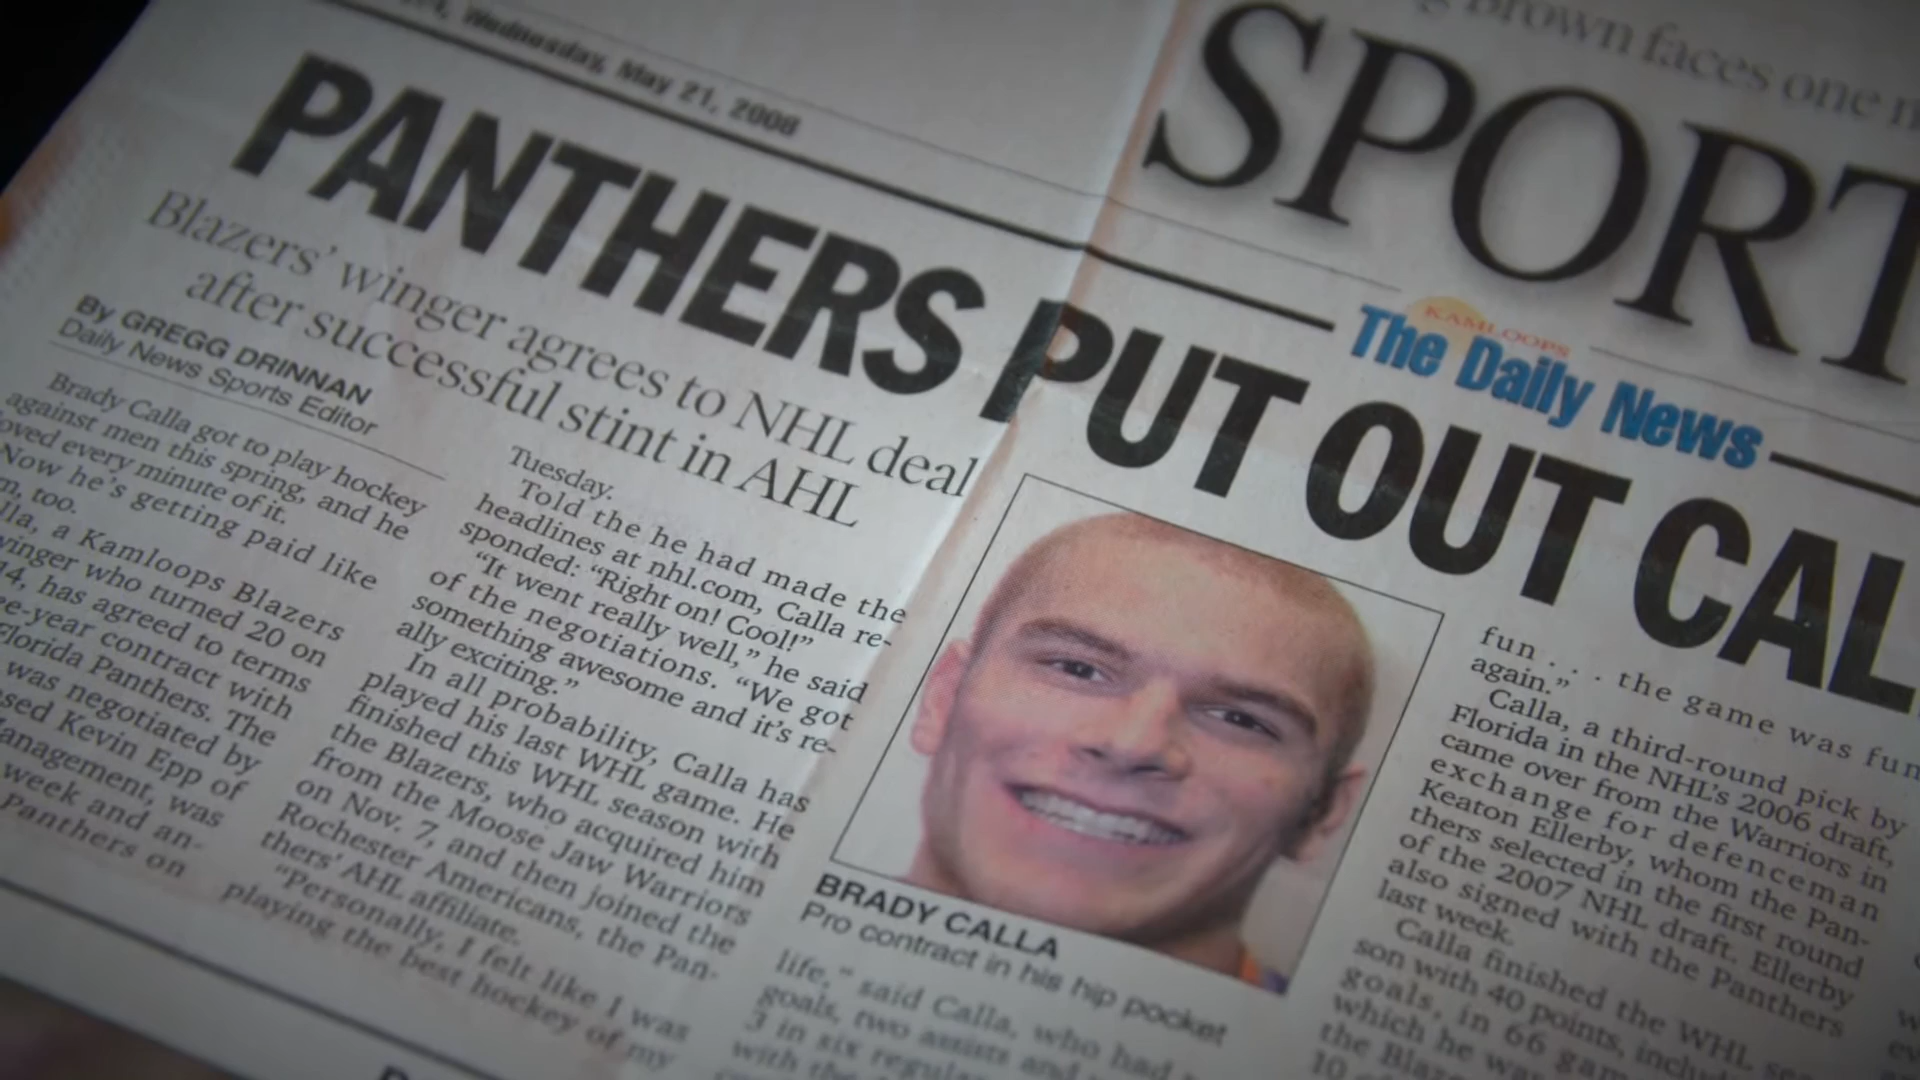 Wednesday, May 21, 2008
Brown faces one
SPORT
KAMLOOPS
The Daily News
PANTHERS PUT OUT CAL
Blazers' winger agrees to NHL deal
after successful stint in AHL
By GREGG DRINNAN
Daily News Sports Editor
Brady Calla got to play hockey
against men this spring, and he
loved every minute of it.
Now he's getting paid like
m, too.
lla, a Kamloops Blazers
winger who turned 20 on
14, has agreed to terms
ee-year contract with
Florida Panthers. The
was negotiated by
sed Kevin Epp of
anagement, was
week and an-
Panthers on
Tuesday.
Told the he had made the
headlines at nhl.com, Calla re-
sponded: “Right on! Cool!”
“It went really well,” he said
of the negotiations. “We got
something awesome and it's re-
ally exciting.”
In all probability, Calla has
played his last WHL game. He
finished this WHL season with
the Blazers, who acquired him
from the Moose Jaw Warriors
on Nov. 7, and then joined the
Rochester Americans, the Pan-
thers' AHL affiliate.
“Personally, I felt like I was
playing the best hockey of my
BRADY CALLA
Pro contract in his hip pocket
life,” said Calla, who had
goals, two assists and
3 in six regula
with the
fun . . . the game was fun
again.”
Calla, a third-round pick by
Florida in the NHL's 2006 draft,
came over from the Warriors in
exchange for defenceman
Keaton Ellerby, whom the Pan-
thers selected in the first round
of the 2007 NHL draft. Ellerby
also signed with the Panthers
last week.
Calla finished the WHL sea
son with 40 points, includ
goals, in 66 gam
which he wa
the Blaz
10